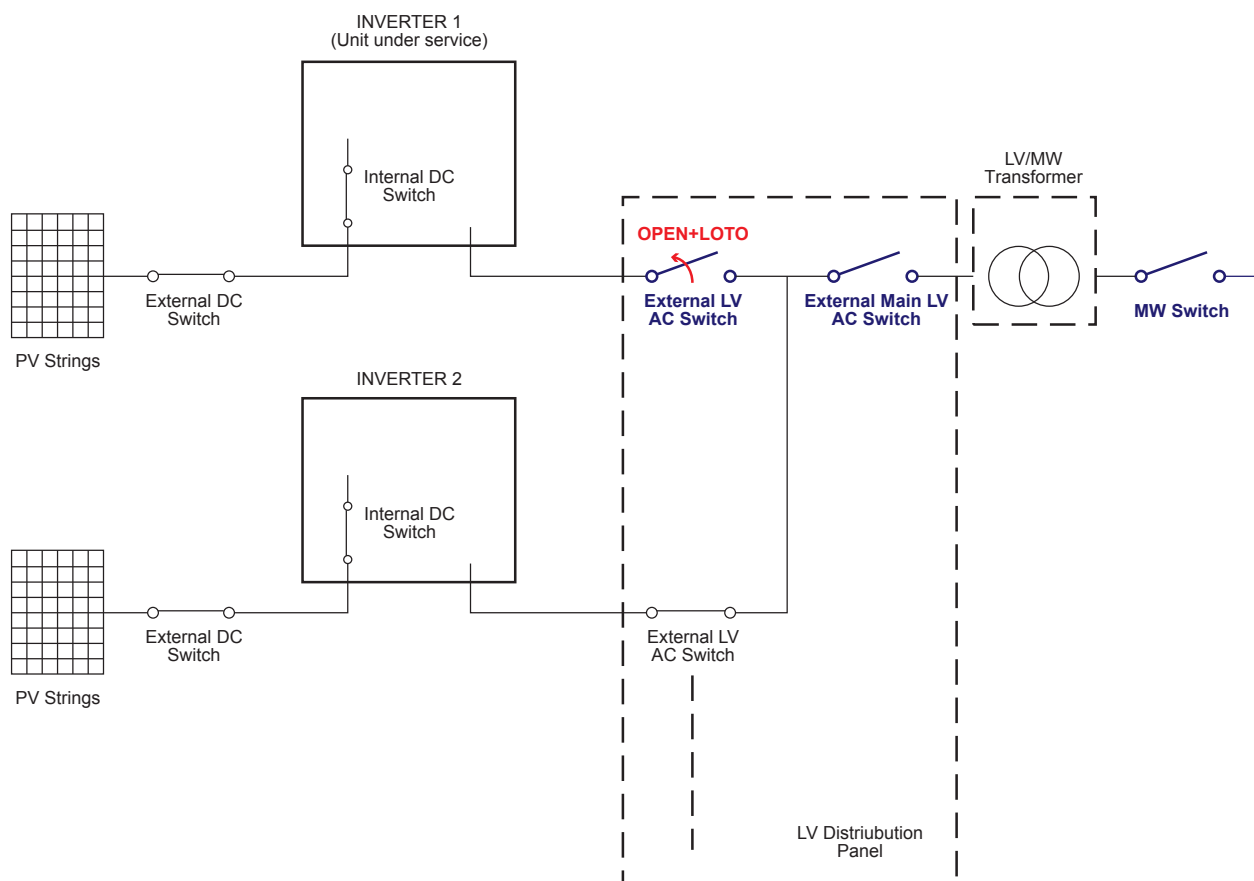 INVERTER 1
(Unit under service)
Internal DC
Switch
LV/MW
Transformer
OPEN+LOTO
External DC
Switch
External LV
AC Switch
External Main LV
AC Switch
MW Switch
PV Strings
INVERTER 2
Internal DC
Switch
External DC
Switch
External LV
AC Switch
PV Strings
LV Distriubution
Panel